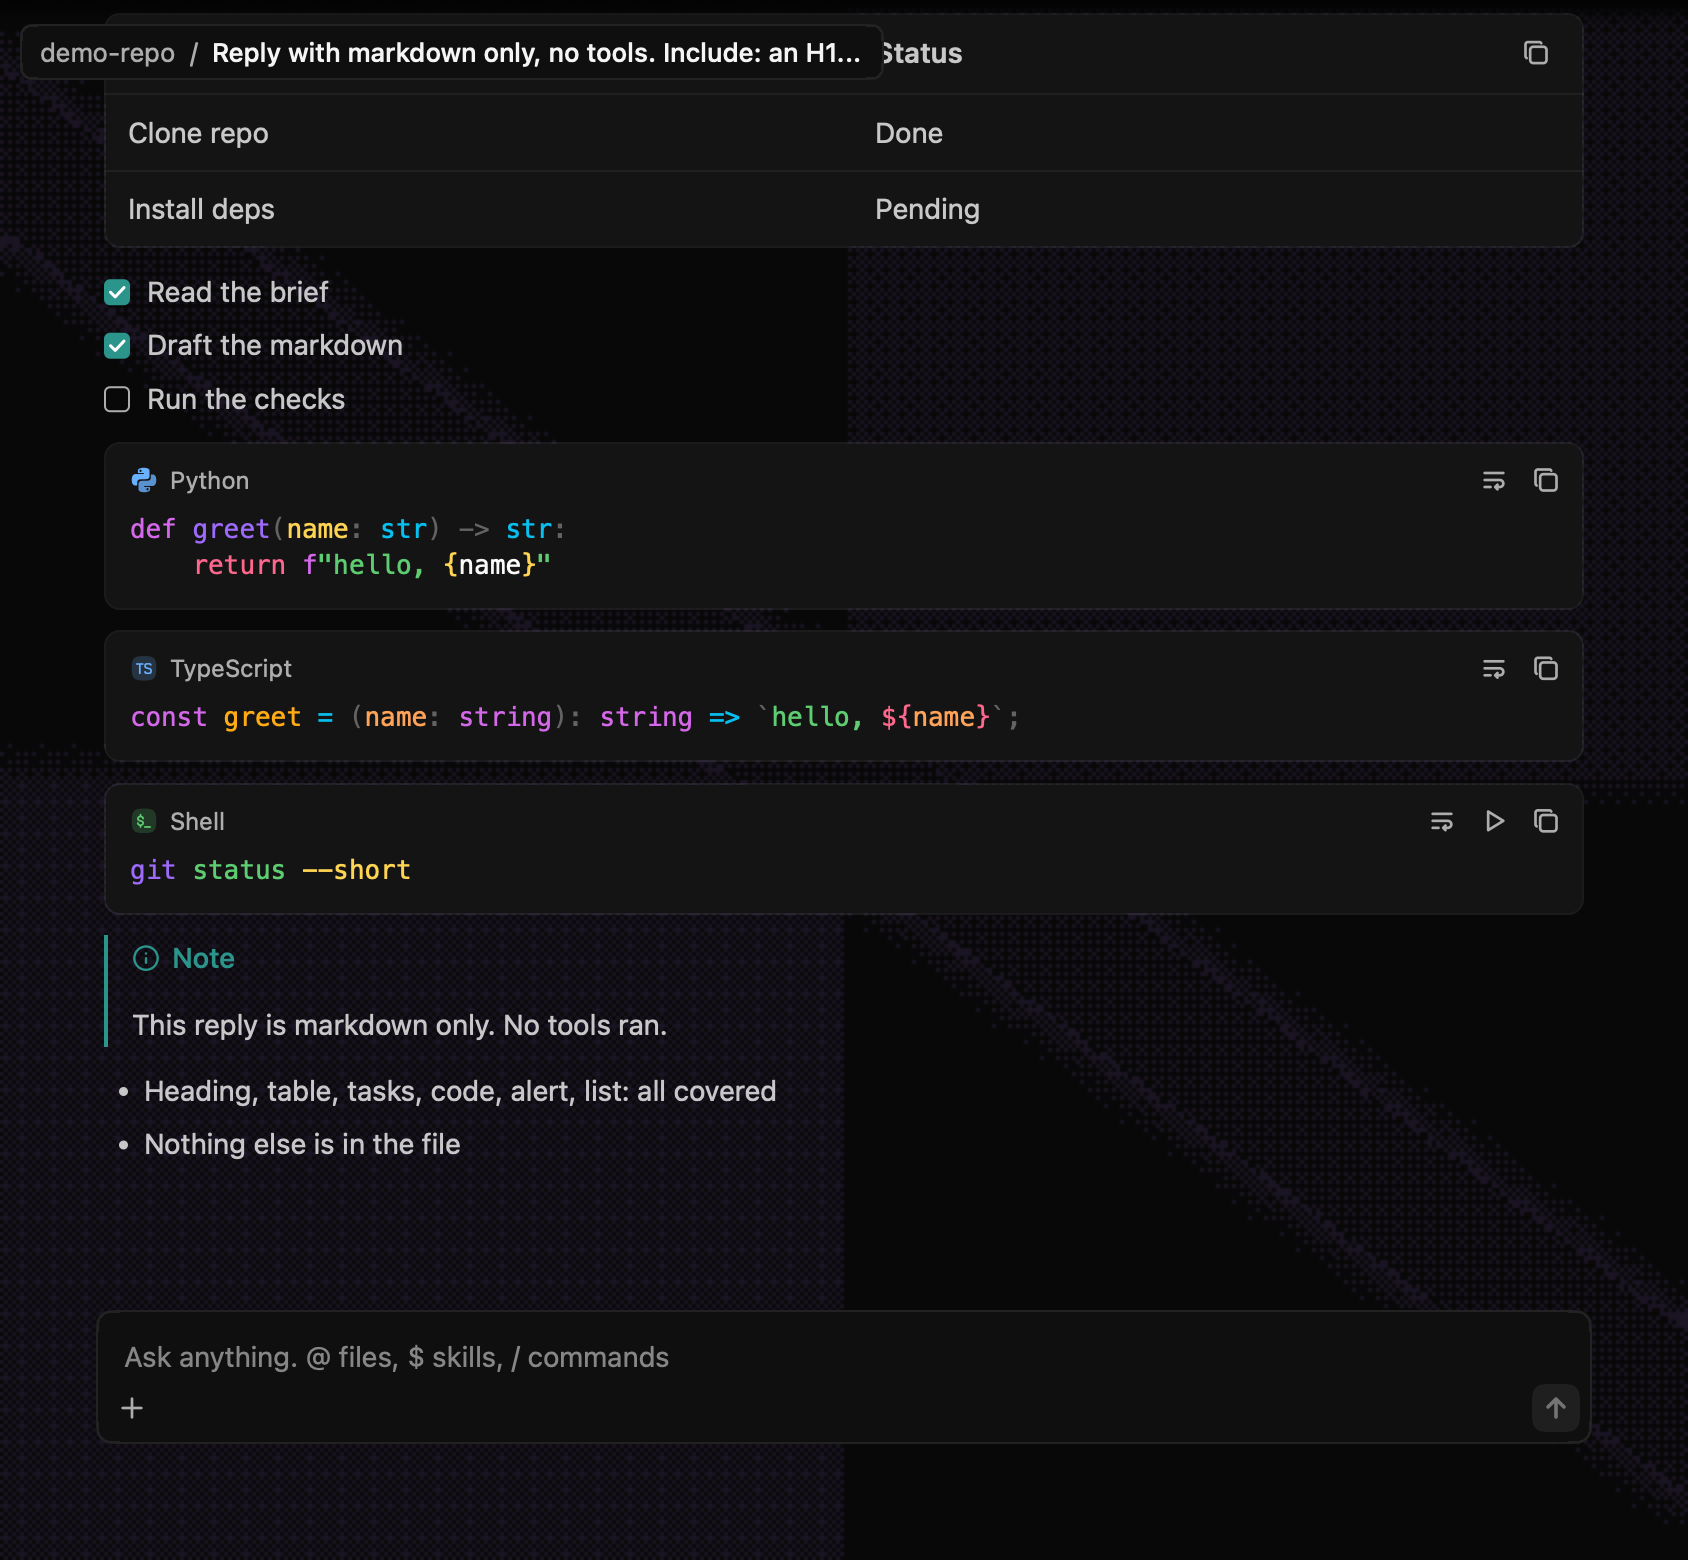 demo-repo / Reply with markdown only, no tools. Include: an H1...
Status
Clone repo Done
Install deps Pending
Read the brief
Draft the markdown
Run the checks
Python
def greet(name: str) -> str:
    return f"hello, {name}"
TS TypeScript
const greet = (name: string): string => `hello, ${name}`;
$_ Shell
git status --short
Note
This reply is markdown only. No tools ran.
• Heading, table, tasks, code, alert, list: all covered
• Nothing else is in the file
Ask anything. @ files, $ skills, / commands